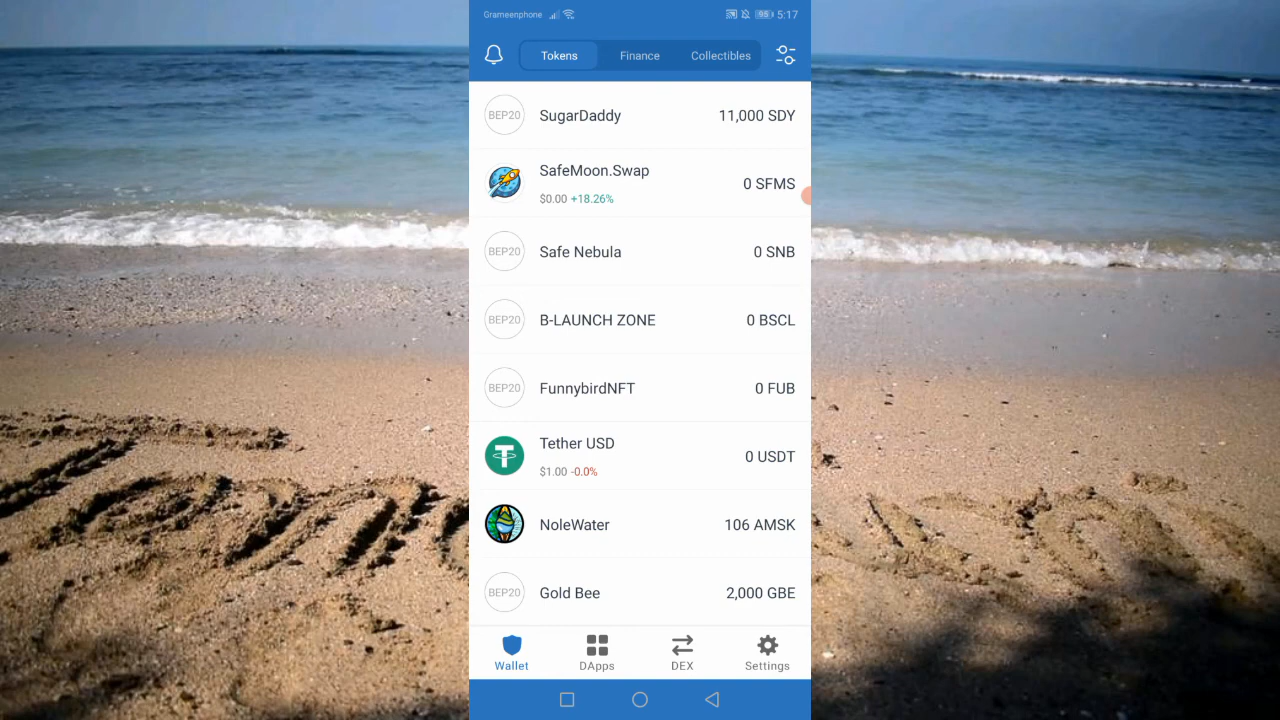 Grameenphone 95 5:17
Tokens Finance Collectibles
BEP20 SugarDaddy 11,000 SDY
SafeMoon.Swap 0 SFMS
$0.00 +18.26%
BEP20 Safe Nebula 0 SNB
BEP20 B-LAUNCH ZONE 0 BSCL
BEP20 FunnybirdNFT 0 FUB
Tether USD 0 USDT
$1.00 -0.0%
NoleWater 106 AMSK
BEP20 Gold Bee 2,000 GBE
Wallet DApps DEX Settings